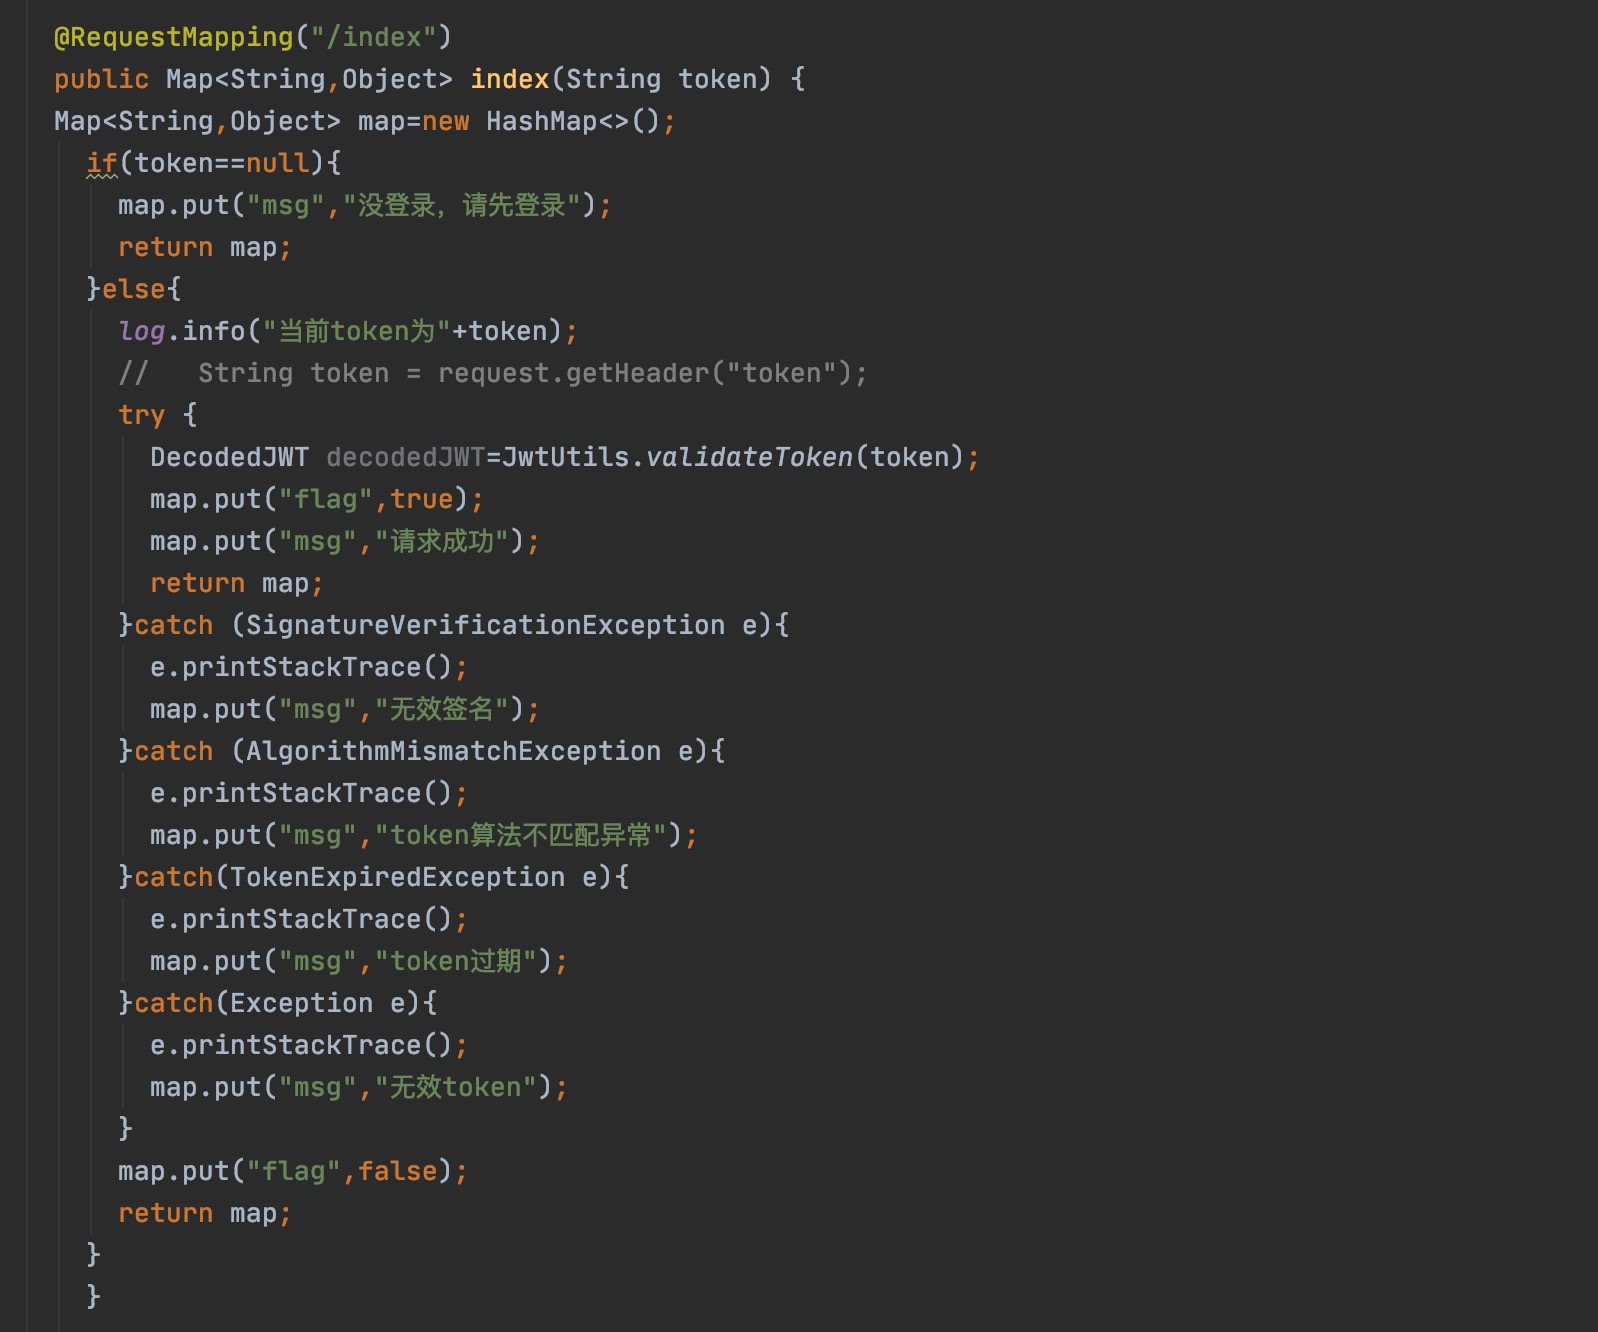 @RequestMapping("/index")
public Map<String,Object> index(String token) {
Map<String,Object> map=new HashMap<>();
if(token==null){
map.put("msg","没登录，请先登录");
return map;
}else{
log.info("当前token为"+token);
//   String token = request.getHeader("token");
try {
DecodedJWT decodedJWT=JwtUtils.validateToken(token);
map.put("flag",true);
map.put("msg","请求成功");
return map;
}catch (SignatureVerificationException e){
e.printStackTrace();
map.put("msg","无效签名");
}catch (AlgorithmMismatchException e){
e.printStackTrace();
map.put("msg","token算法不匹配异常");
}catch(TokenExpiredException e){
e.printStackTrace();
map.put("msg","token过期");
}catch(Exception e){
e.printStackTrace();
map.put("msg","无效token");
}
map.put("flag",false);
return map;
}
}